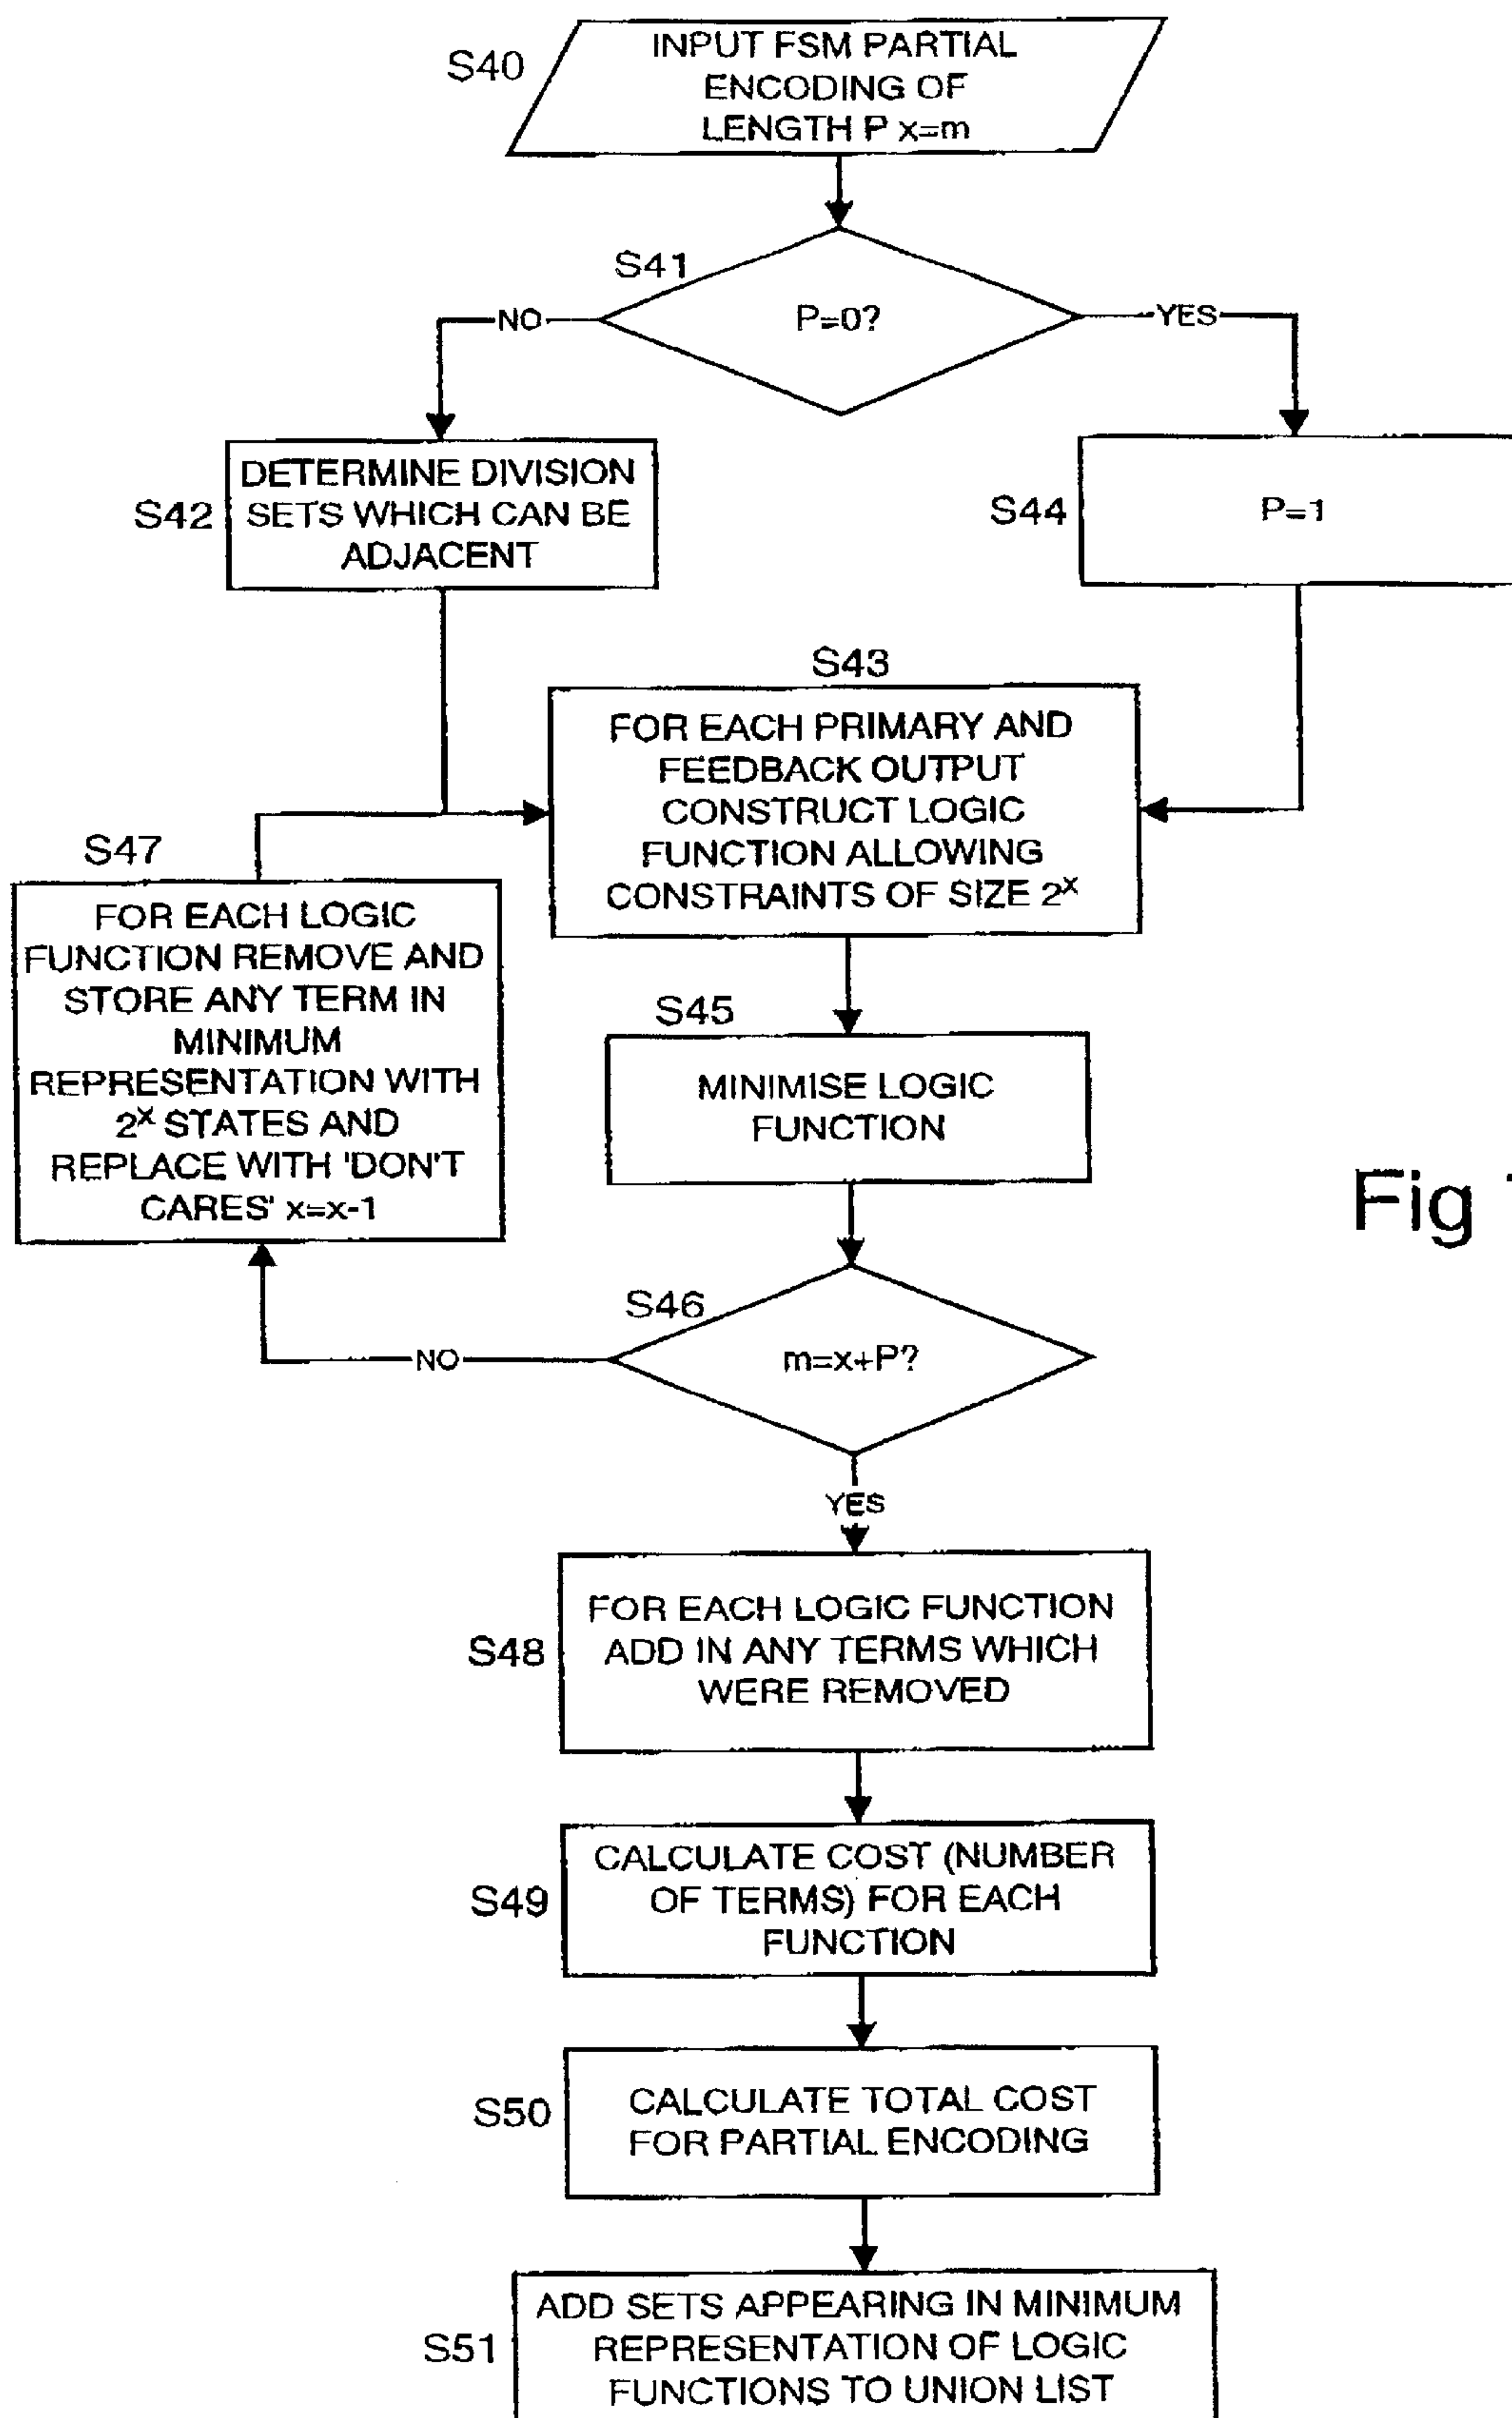 S40
INPUT FSM PARTIAL
ENCODING OF
LENGTH P x=m
S41
P=0?
NO
YES
S42
DETERMINE DIVISION
SETS WHICH CAN BE
ADJACENT
S44
P=1
S43
FOR EACH PRIMARY AND
FEEDBACK OUTPUT
CONSTRUCT LOGIC
FUNCTION ALLOWING
CONSTRAINTS OF SIZE 2ˣ
S47
FOR EACH LOGIC
FUNCTION REMOVE AND
STORE ANY TERM IN
MINIMUM
REPRESENTATION WITH
2ˣ STATES AND
REPLACE WITH 'DON'T
CARES' x=x-1
S45
MINIMISE LOGIC
FUNCTION
Fig
S46
m=x+P?
NO
YES
S48
FOR EACH LOGIC FUNCTION
ADD IN ANY TERMS WHICH
WERE REMOVED
S49
CALCULATE COST (NUMBER
OF TERMS) FOR EACH
FUNCTION
S50
CALCULATE TOTAL COST
FOR PARTIAL ENCODING
S51
ADD SETS APPEARING IN MINIMUM
REPRESENTATION OF LOGIC
FUNCTIONS TO UNION LIST